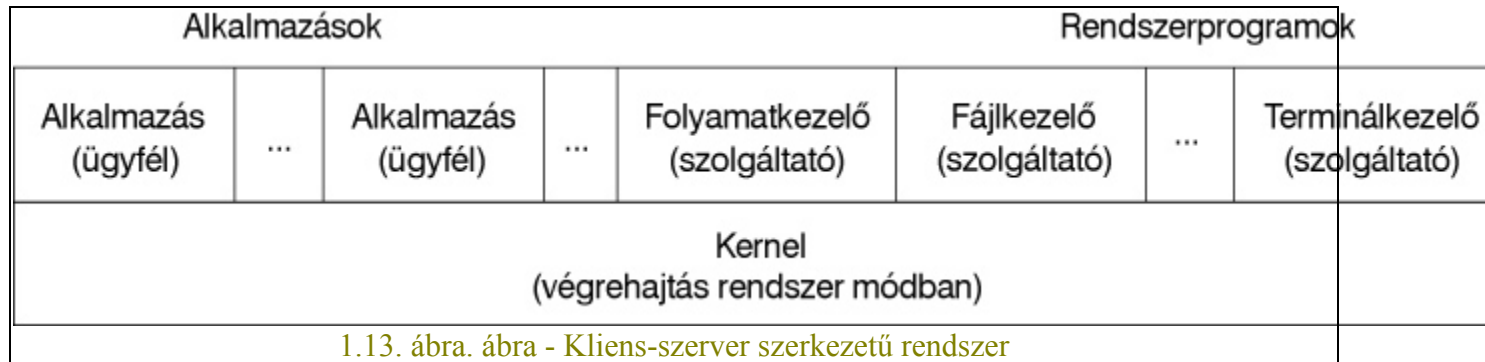 Alkalmazások Rendszerprogramok
Alkalmazás
(ügyfél)
...
Alkalmazás
(ügyfél)
...
Folyamatkezelő
(szolgáltató)
Fájlkezelő
(szolgáltató)
...
Terminálkezelő
(szolgáltató)
Kernel
(végrehajtás rendszer módban)
1.13. ábra. ábra - Kliens-szerver szerkezetű rendszer